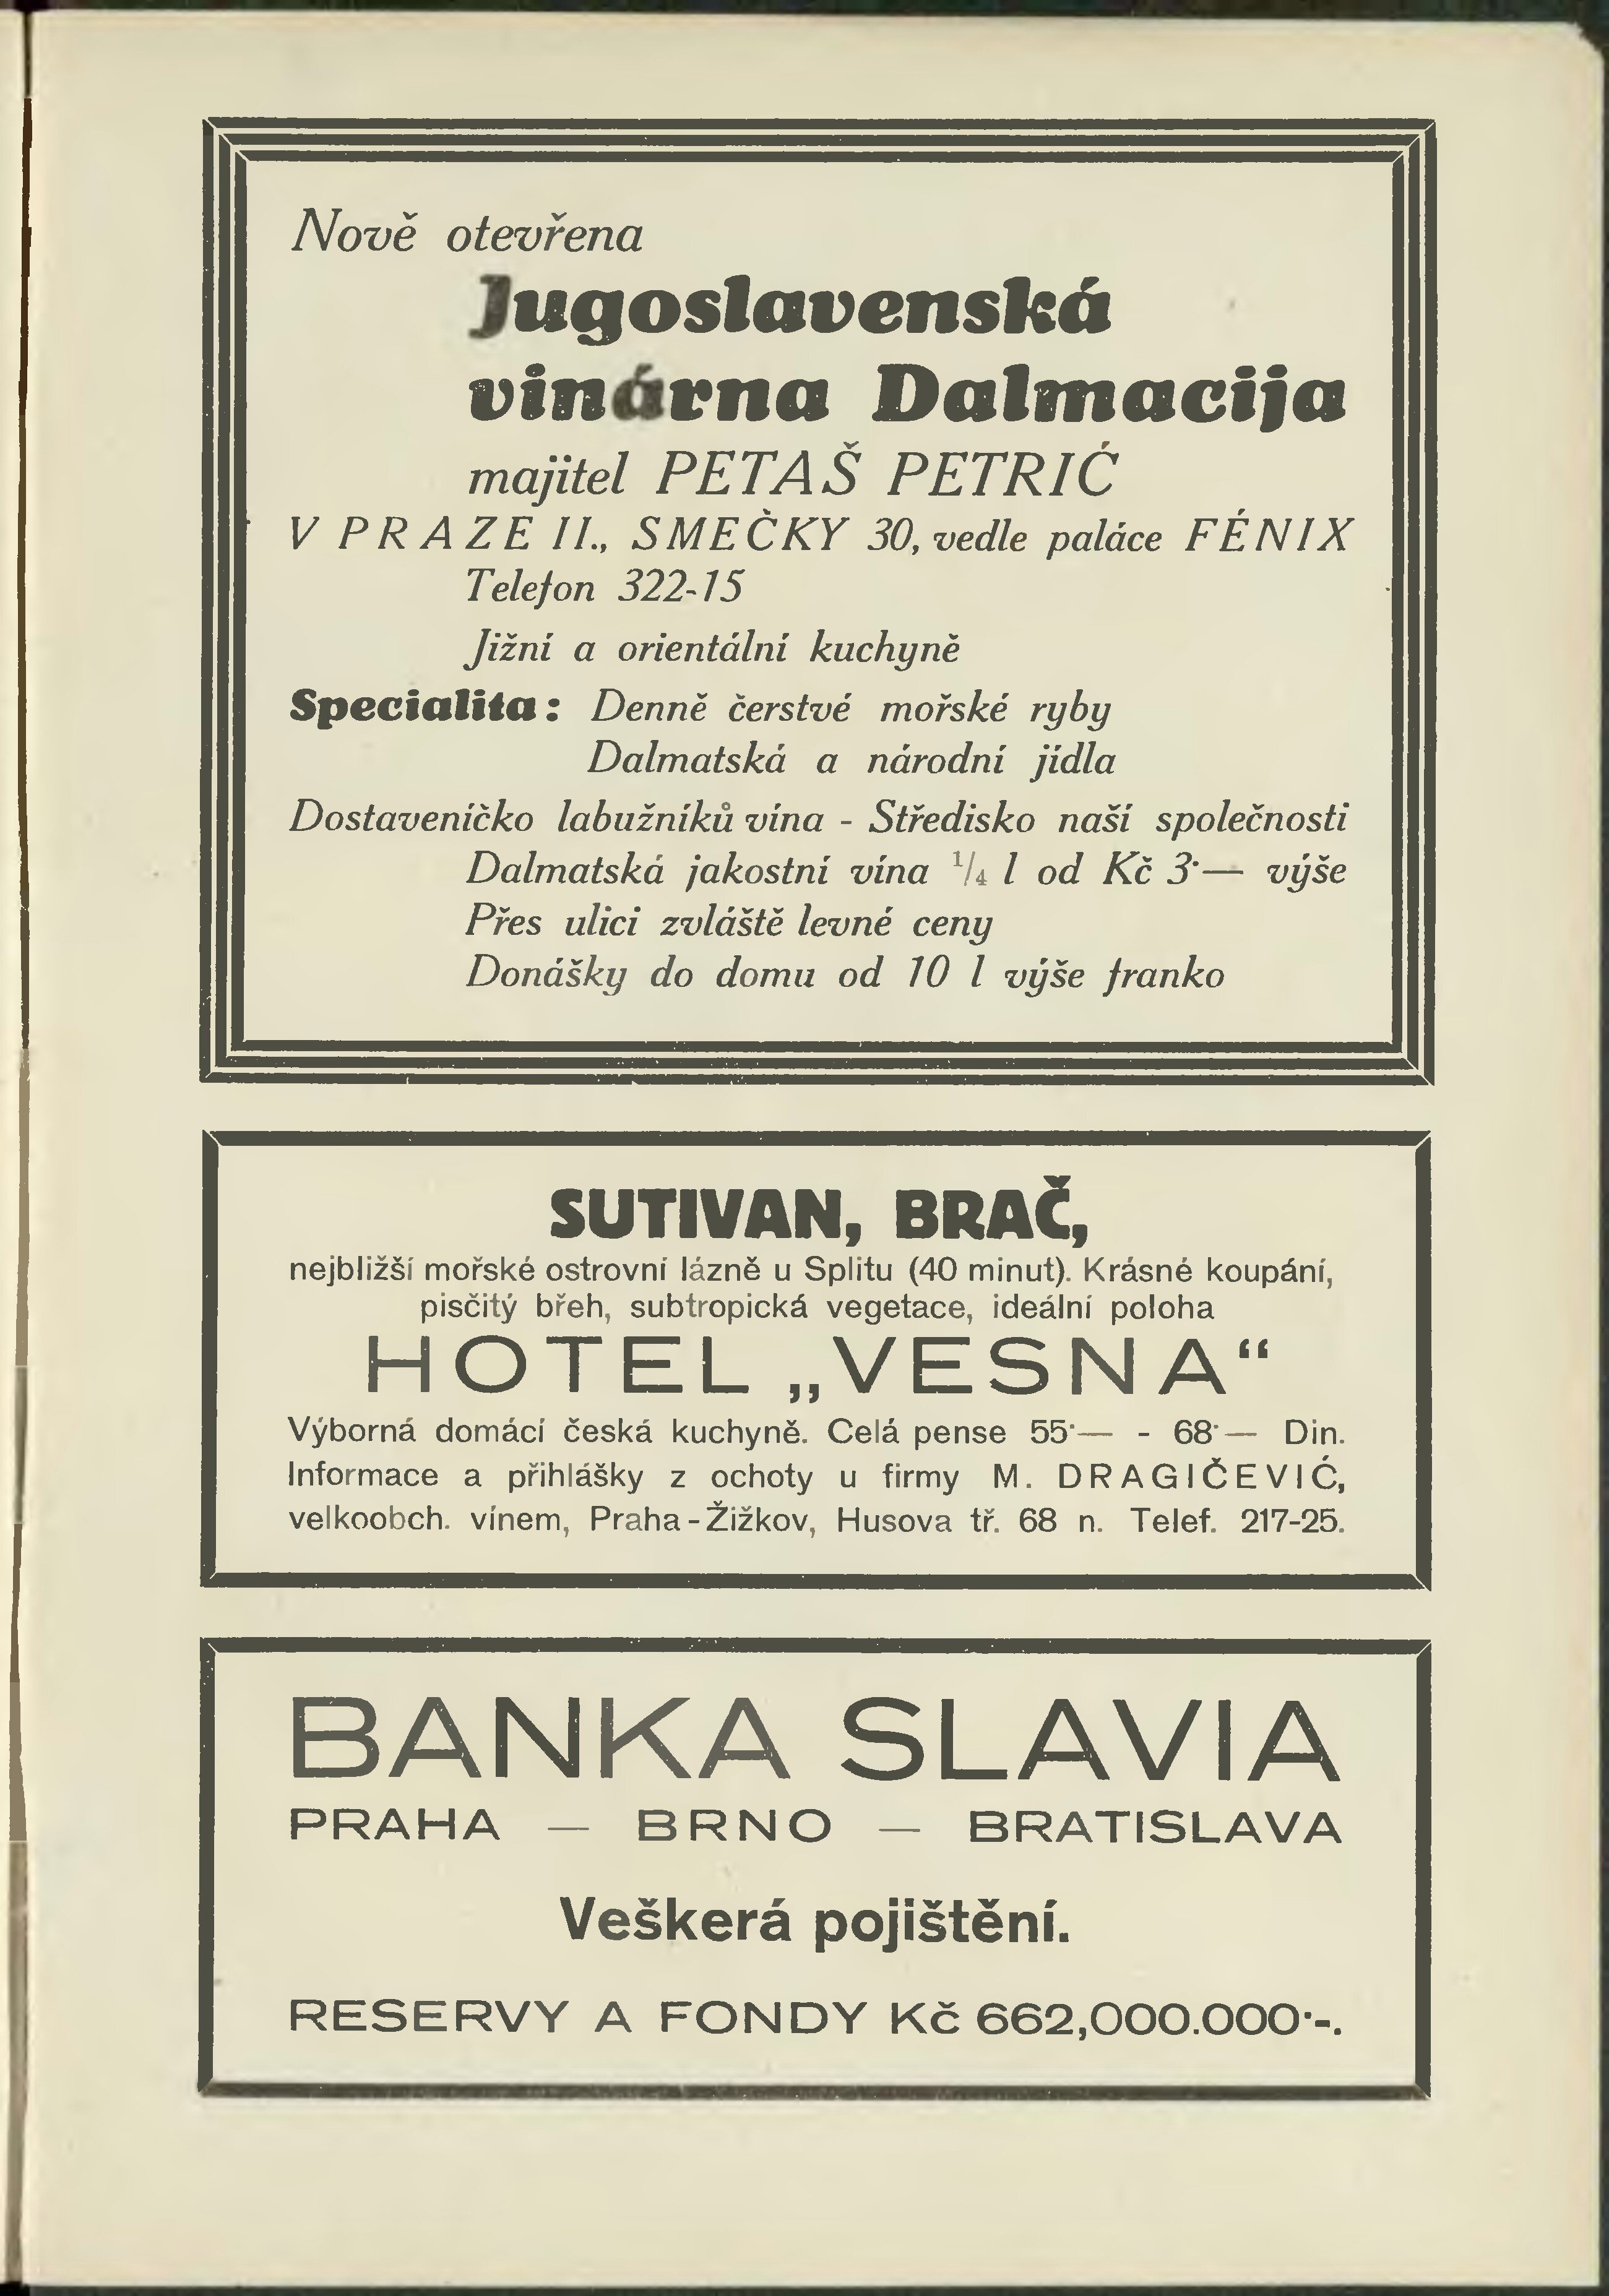 Nově otevřena
Jugoslavenská
vinárna Dalmacija
majitel PETAŠ PETRIĆ
V PRAZE II., SMEČKY 30, vedle paláce FÉNIX
Telefon 322-15
Jižní a orientální kuchyně
Specialita: Denně čerstvé mořské ryby
Dalmatská a národní jídla
Dostaveníčko labužníků vína - Středisko naší společnosti
Dalmatská jakostní vína 1/4 l od Kč 3·— výše
Přes ulici zvláště levné ceny
Donášky do domu od 10 l výše franko
SUTIVAN, BRAČ,
nejbližší mořské ostrovní lázně u Splitu (40 minut). Krásné koupání,
pisčitý břeh, subtropická vegetace, ideální poloha
HOTEL „VESNA“
Výborná domácí česká kuchyně. Celá pense 55·— - 68·— Din.
Informace a přihlášky z ochoty u firmy M. DRAGIČEVIĆ,
velkoobch. vínem, Praha-Žižkov, Husova tř. 68 n. Telef. 217-25.
BANKA SLAVIA
PRAHA — BRNO — BRATISLAVA
Veškerá pojištění.
RESERVY A FONDY Kč 662,000.000·-.